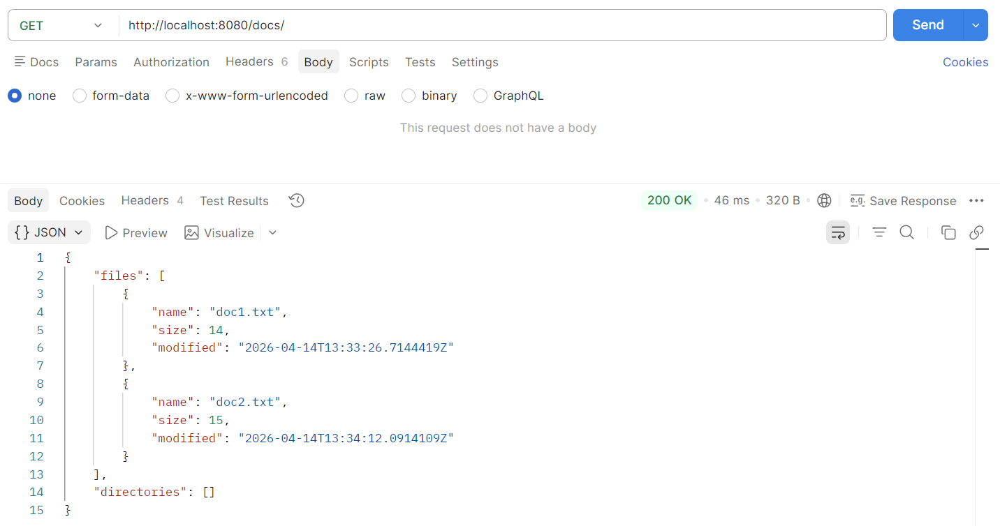 GET http://localhost:8080/docs/ Send
Docs Params Authorization Headers 6 Body Scripts Tests Settings Cookies
none form-data x-www-form-urlencoded raw binary GraphQL
This request does not have a body
Body Cookies Headers 4 Test Results 200 OK • 46 ms • 320 B • e.g. Save Response •••
{} JSON Preview Visualize
1 {
2 "files": [
3 {
4 "name": "doc1.txt",
5 "size": 14,
6 "modified": "2026-04-14T13:33:26.7144419Z"
7 },
8 {
9 "name": "doc2.txt",
10 "size": 15,
11 "modified": "2026-04-14T13:34:12.0914109Z"
12 }
13 ],
14 "directories": []
15 }